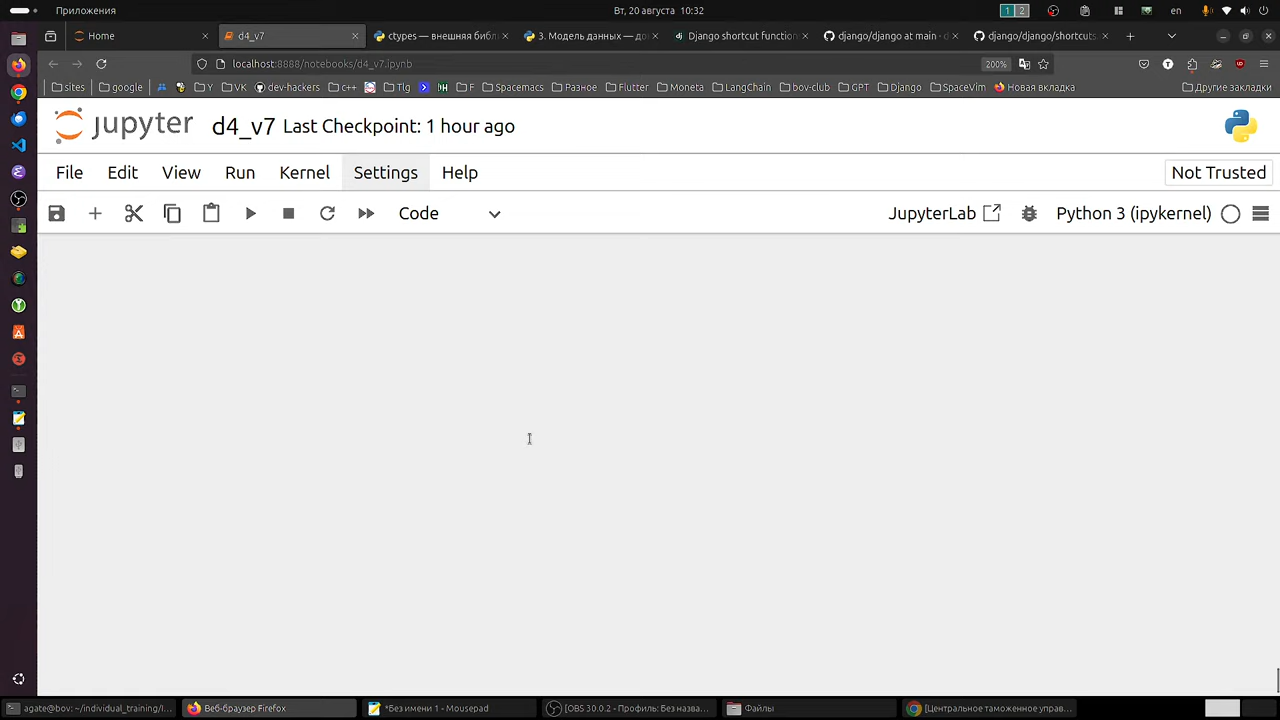 Приложения
Вт, 20 августа 10:32
1 2
en
Home
d4_v7
ctypes — внешняя библ
3. Модель данных — до
Django shortcut function
django/django at main · d
django/django/shortcuts
localhost:8888/notebooks/d4_v7.ipynb
200%
sites
google
Y
VK
dev-hackers
c++
Tlg
F
Spacemacs
Разное
Flutter
Moneta
LangChain
bov-club
GPT
Django
SpaceVim
Новая вкладка
Другие закладки
jupyter d4_v7 Last Checkpoint: 1 hour ago
File Edit View Run Kernel Settings Help
Not Trusted
Code
JupyterLab
Python 3 (ipykernel)
agate@bov: ~/individual_training/l...
Веб-браузер Firefox
*Без имени 1 - Mousepad
[OBS 30.0.2 - Профиль: Без назва...
Файлы
[Центральное таможенное управ...